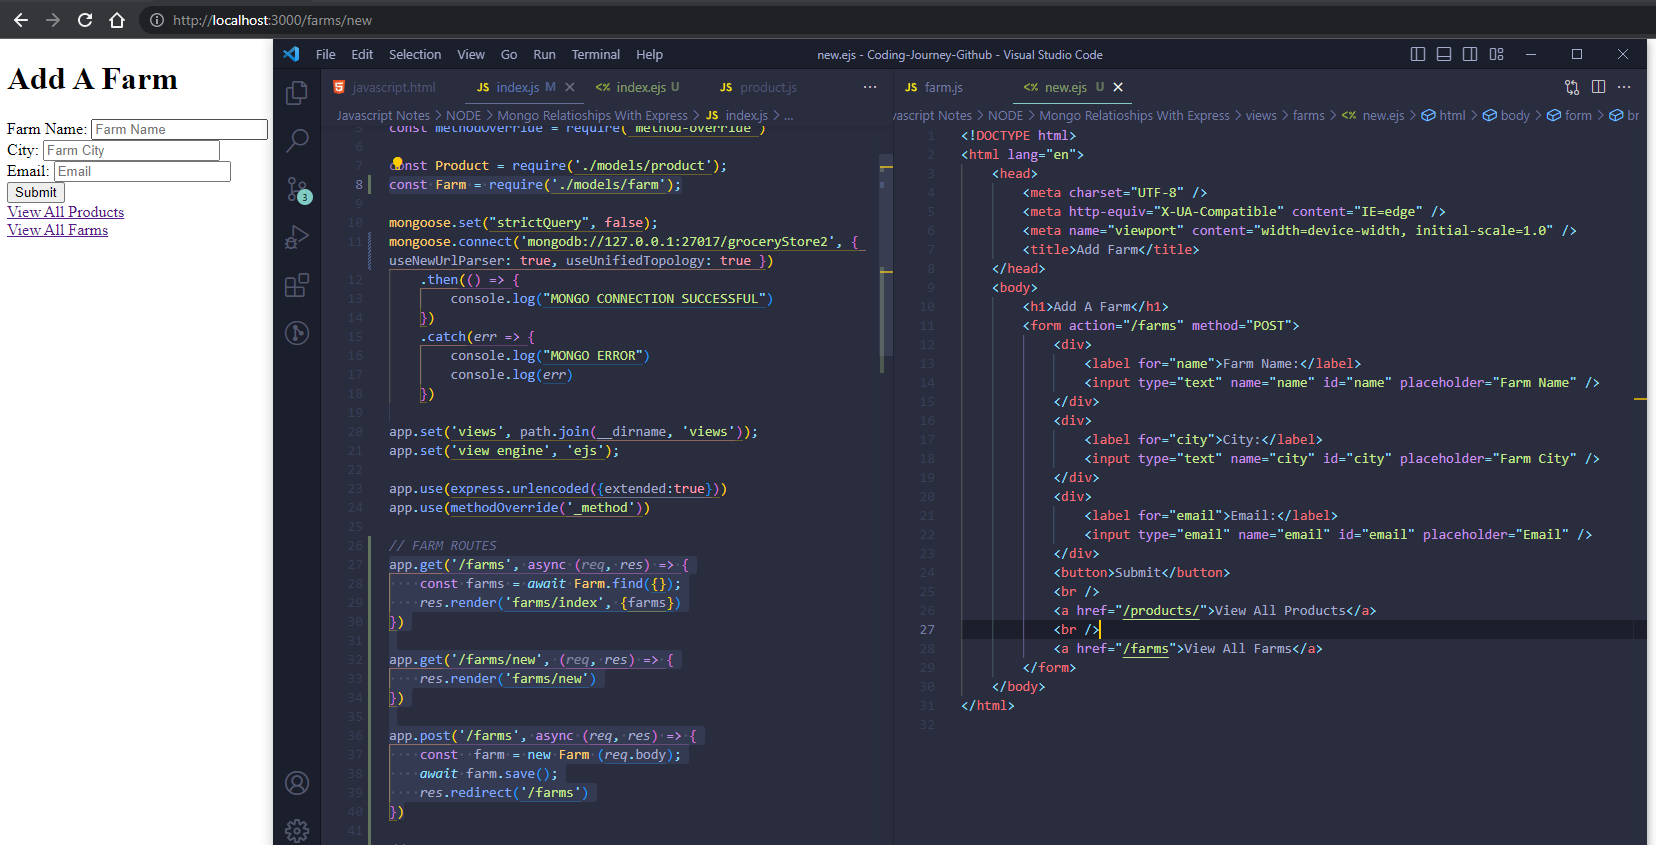 http://localhost:3000/farms/new
Add A Farm
Farm Name: Farm Name
City: Farm City
Email: Email
Submit
View All Products
View All Farms
File Edit Selection View Go Run Terminal Help
new.ejs - Coding-Journey-Github - Visual Studio Code
javascript.html JS index.js M <%> index.ejs U JS product.js ...
Javascript Notes > NODE > Mongo Relatioships With Express > JS index.js > ...
5 const methodOverride = require('method-override')
6
7 const Product = require('./models/product');
8 const Farm = require('./models/farm');
9
10 mongoose.set("strictQuery", false);
11 mongoose.connect('mongodb://127.0.0.1:27017/groceryStore2', {
useNewUrlParser: true, useUnifiedTopology: true })
12 .then(() => {
13 console.log("MONGO CONNECTION SUCCESSFUL")
14 })
15 .catch(err => {
16 console.log("MONGO ERROR")
17 console.log(err)
18 })
19
20 app.set('views', path.join(__dirname, 'views'));
21 app.set('view engine', 'ejs');
22
23 app.use(express.urlencoded({extended:true}))
24 app.use(methodOverride('_method'))
25
26 // FARM ROUTES
27 app.get('/farms', async (req, res) => {
28 const farms = await Farm.find({});
29 res.render('farms/index', {farms})
30 })
31
32 app.get('/farms/new', (req, res) => {
33 res.render('farms/new')
34 })
35
36 app.post('/farms', async (req, res) => {
37 const farm = new Farm (req.body);
38 await farm.save();
39 res.redirect('/farms')
40 })
41
3
JS farm.js <%> new.ejs U
avascript Notes > NODE > Mongo Relatioships With Express > views > farms > <%> new.ejs > html > body > form > br
1 <!DOCTYPE html>
2 <html lang="en">
3 <head>
4 <meta charset="UTF-8" />
5 <meta http-equiv="X-UA-Compatible" content="IE=edge" />
6 <meta name="viewport" content="width=device-width, initial-scale=1.0" />
7 <title>Add Farm</title>
8 </head>
9 <body>
10 <h1>Add A Farm</h1>
11 <form action="/farms" method="POST">
12 <div>
13 <label for="name">Farm Name:</label>
14 <input type="text" name="name" id="name" placeholder="Farm Name" />
15 </div>
16 <div>
17 <label for="city">City:</label>
18 <input type="text" name="city" id="city" placeholder="Farm City" />
19 </div>
20 <div>
21 <label for="email">Email:</label>
22 <input type="email" name="email" id="email" placeholder="Email" />
23 </div>
24 <button>Submit</button>
25 <br />
26 <a href="/products/">View All Products</a>
27 <br />
28 <a href="/farms">View All Farms</a>
29 </form>
30 </body>
31 </html>
32